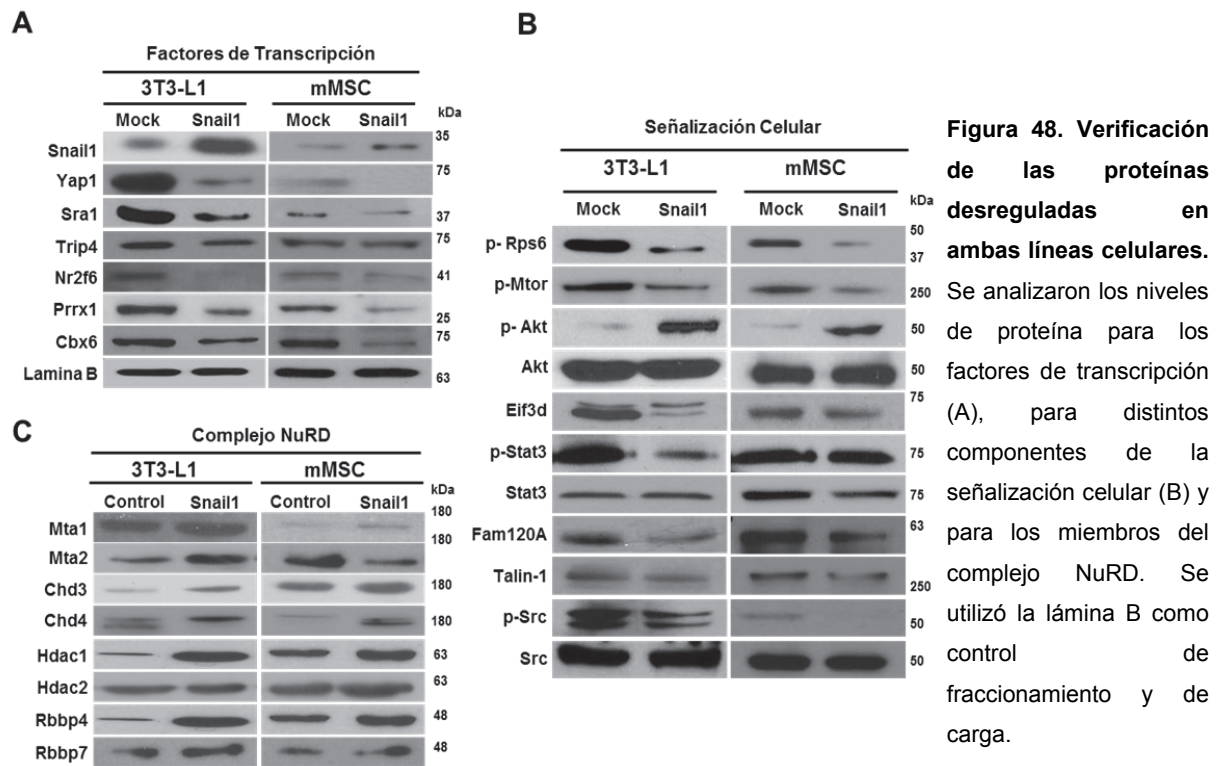 A
Factores de Transcripción
3T3-L1 mMSC
Mock Snail1 Mock Snail1 kDa
Snail1 35
Yap1 75
Sra1 37
Trip4 75
Nr2f6 41
Prrx1 25
Cbx6 75
Lamina B 63
C
Complejo NuRD
3T3-L1 mMSC
Control Snail1 Control Snail1 kDa
180
Mta1 180
Mta2
Chd3 180
Chd4 180
Hdac1 63
Hdac2 63
Rbbp4 48
Rbbp7 48
B
Señalización Celular
3T3-L1 mMSC
Mock Snail1 Mock Snail1 kDa
50
p- Rps6 37
p-Mtor 250
p- Akt 50
Akt 50
75
Eif3d
p-Stat3 75
Stat3 75
Fam120A 63
Talin-1 250
p-Src 50
Src 50
Figura 48. Verificación
de las proteínas
desreguladas en
ambas líneas celulares.
Se analizaron los niveles
de proteína para los
factores de transcripción
(A), para distintos
componentes de la
señalización celular (B) y
para los miembros del
complejo NuRD. Se
utilizó la lámina B como
control de
fraccionamiento y de
carga.